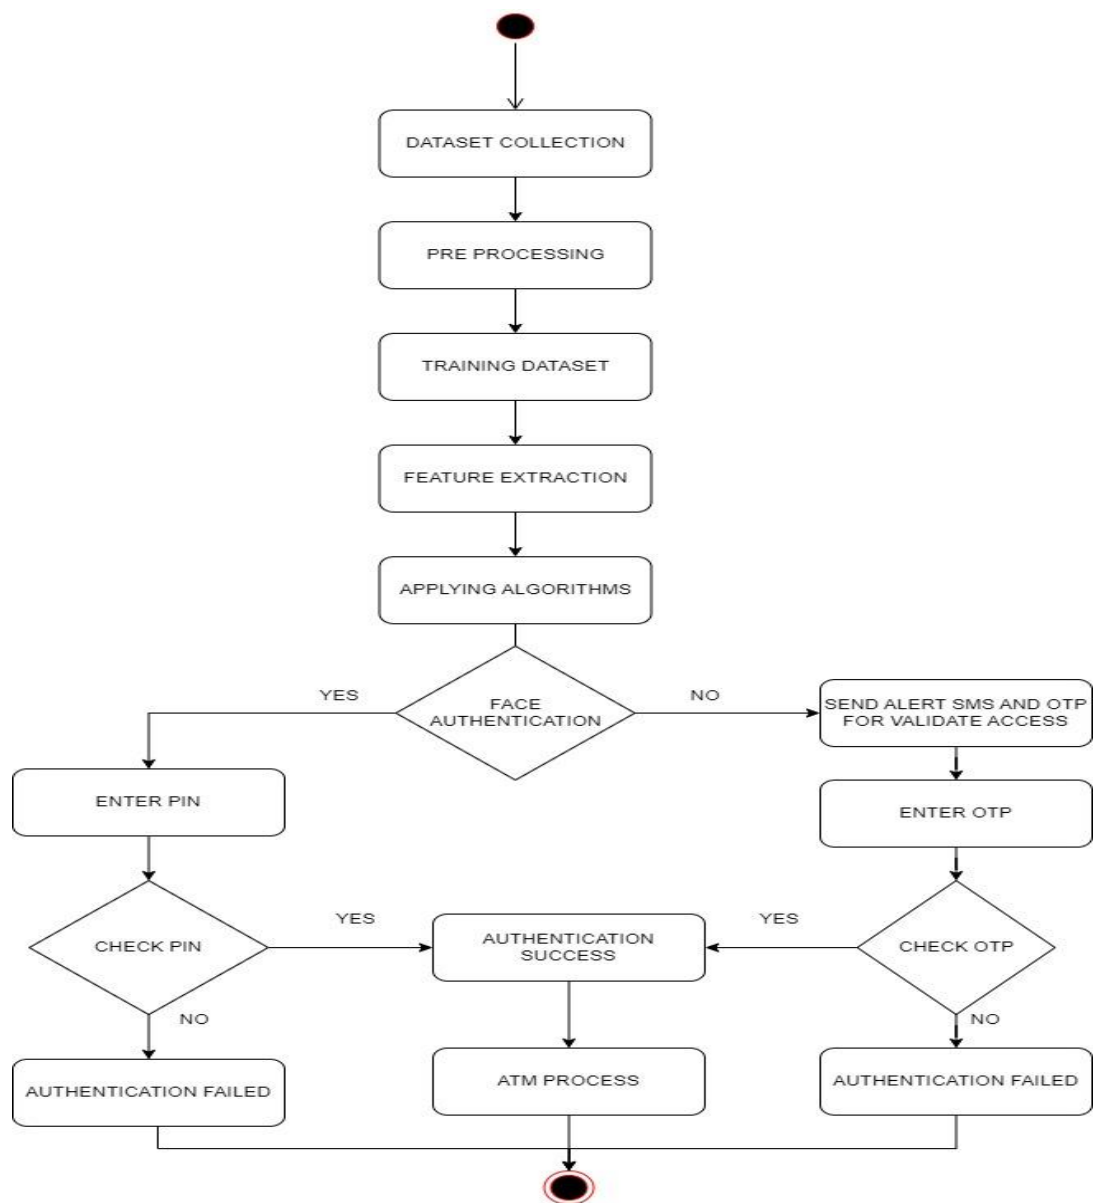 DATASET COLLECTION
PRE PROCESSING
TRAINING DATASET
FEATURE EXTRACTION
APPLYING ALGORITHMS
FACE
AUTHENTICATION
YES
NO
SEND ALERT SMS AND OTP
FOR VALIDATE ACCESS
ENTER PIN
ENTER OTP
CHECK PIN
YES
AUTHENTICATION
SUCCESS
YES
CHECK OTP
NO
NO
AUTHENTICATION FAILED
ATM PROCESS
AUTHENTICATION FAILED